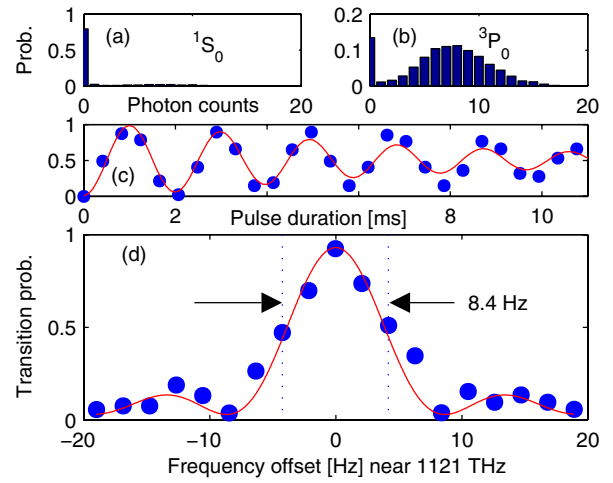 1 0.2
(a) ¹S₀ (b) ³P₀
Prob. 0.5 0.1
0 0
0 20 0 10 20
Photon counts
1
0.5
(c)
0
0 2 8 10
Pulse duration [ms]
1
(d)
8.4 Hz
Transition prob.
0.5
0
−20 −10 0 10 20
Frequency offset [Hz] near 1121 THz